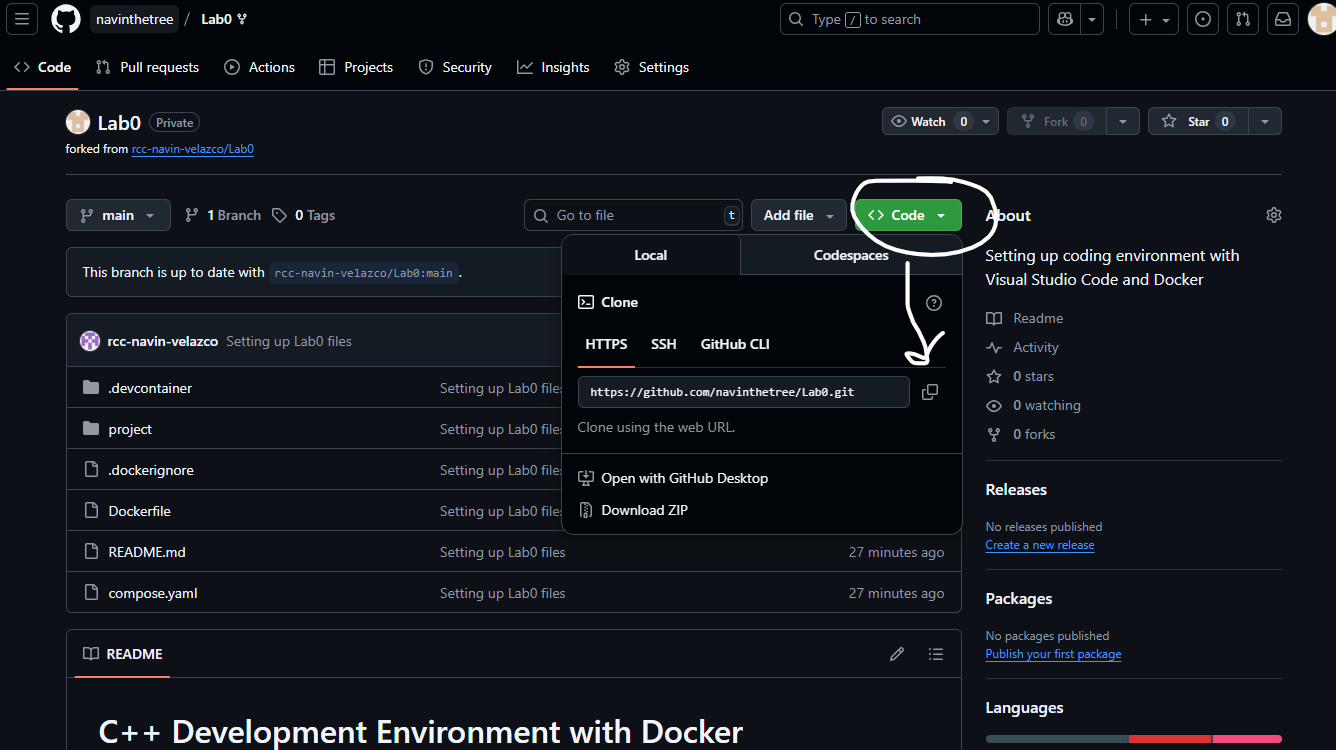 navinthetree / Lab0
Type / to search
Code Pull requests Actions Projects Security Insights Settings
Lab0 Private
Watch 0 Fork 0 Star 0
forked from rcc-navin-velazco/Lab0
main 1 Branch 0 Tags
Go to file t Add file Code
This branch is up to date with rcc-navin-velazco/Lab0:main .
rcc-navin-velazco Setting up Lab0 files
.devcontainer Setting up Lab0 files
project Setting up Lab0 files
.dockerignore Setting up Lab0 files
Dockerfile Setting up Lab0 files
README.md Setting up Lab0 files 27 minutes ago
compose.yaml Setting up Lab0 files 27 minutes ago
Local Codespaces
Clone
HTTPS SSH GitHub CLI
https://github.com/navinthetree/Lab0.git
Clone using the web URL.
Open with GitHub Desktop
Download ZIP
README
C++ Development Environment with Docker
About
Setting up coding environment with
Visual Studio Code and Docker
Readme
Activity
0 stars
0 watching
0 forks
Releases
No releases published
Create a new release
Packages
No packages published
Publish your first package
Languages